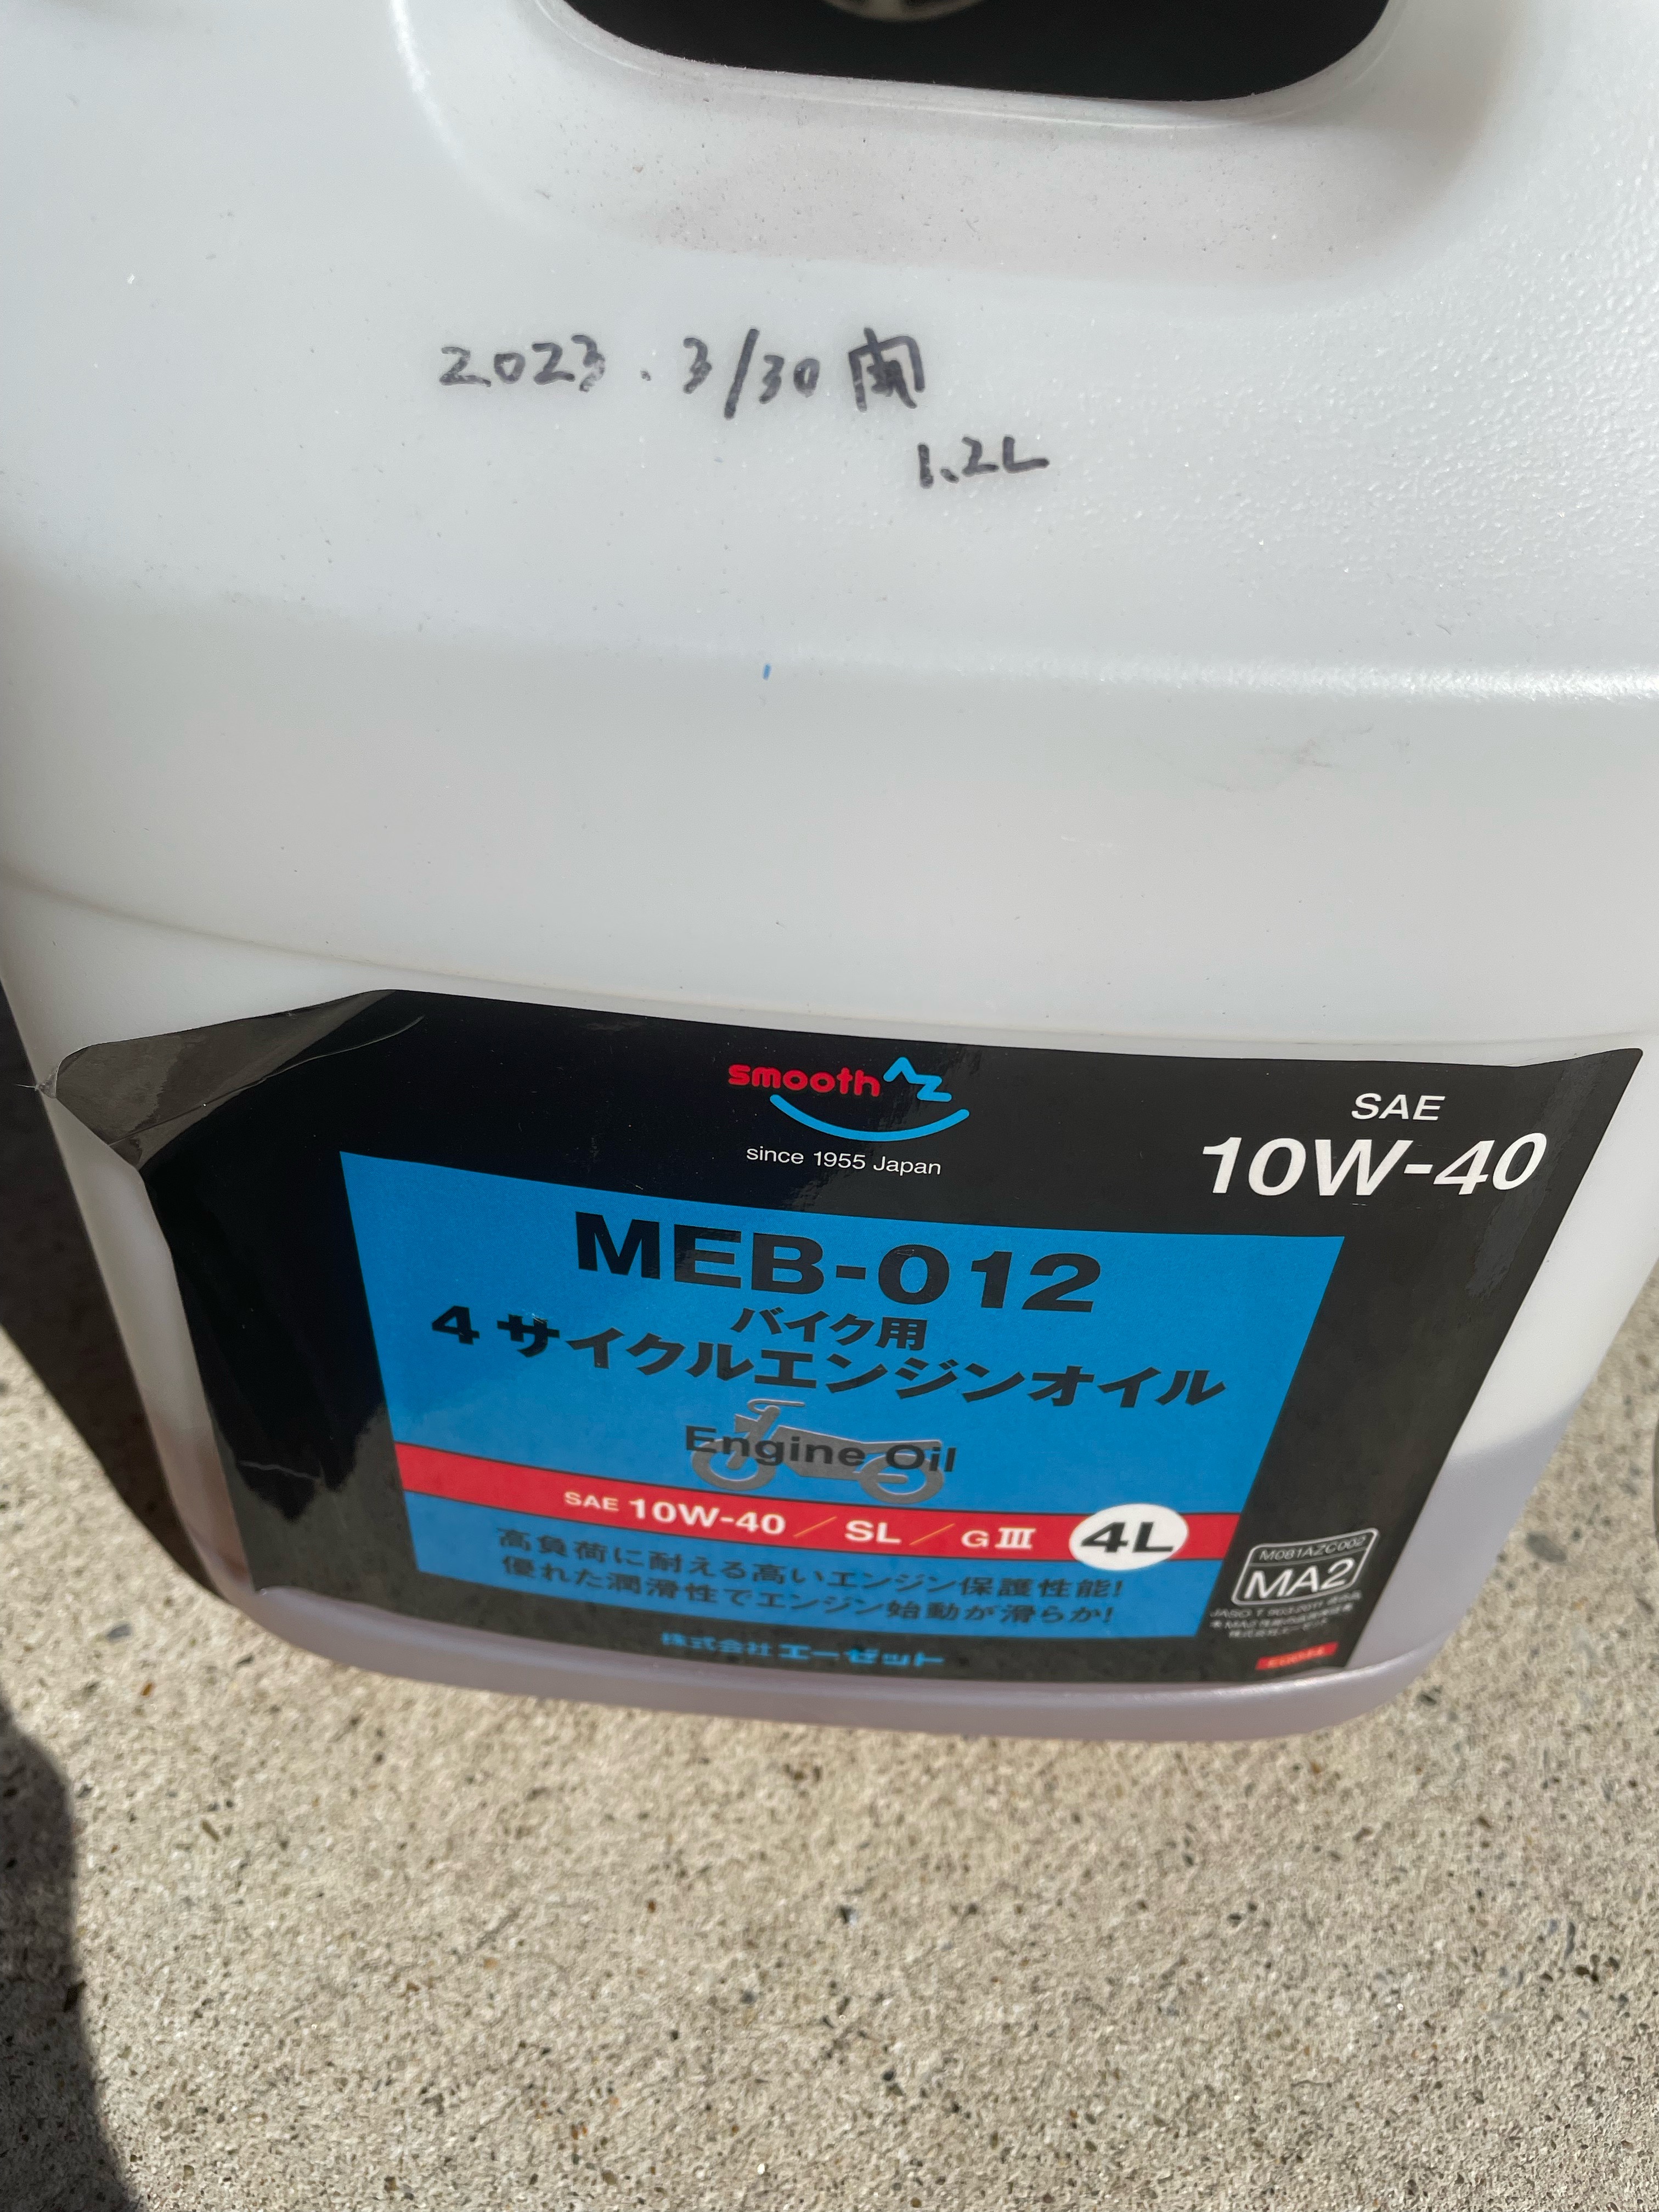 2023.3/30 開
1.2L
smooth AZ
since 1955 Japan
SAE
10W-40
MEB-012
バイク用
4サイクルエンジンオイル
Engine Oil
SAE 10W-40 / SL / GⅢ 4L
高負荷に耐える高いエンジン保護性能!
優れた潤滑性でエンジン始動が滑らか!
株式会社エーゼット
M081AZC002
MA2